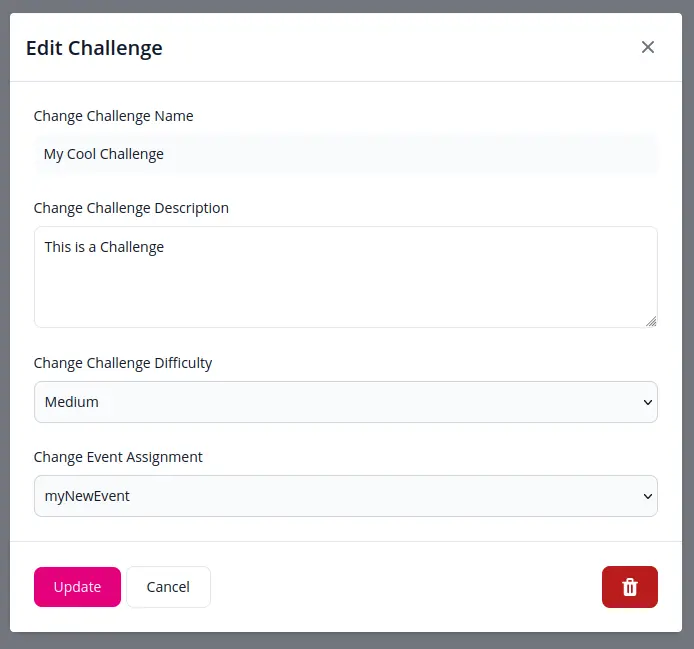 Edit Challenge
Change Challenge Name
My Cool Challenge
Change Challenge Description
This is a Challenge
Change Challenge Difficulty
Medium
Change Event Assignment
myNewEvent
Update Cancel